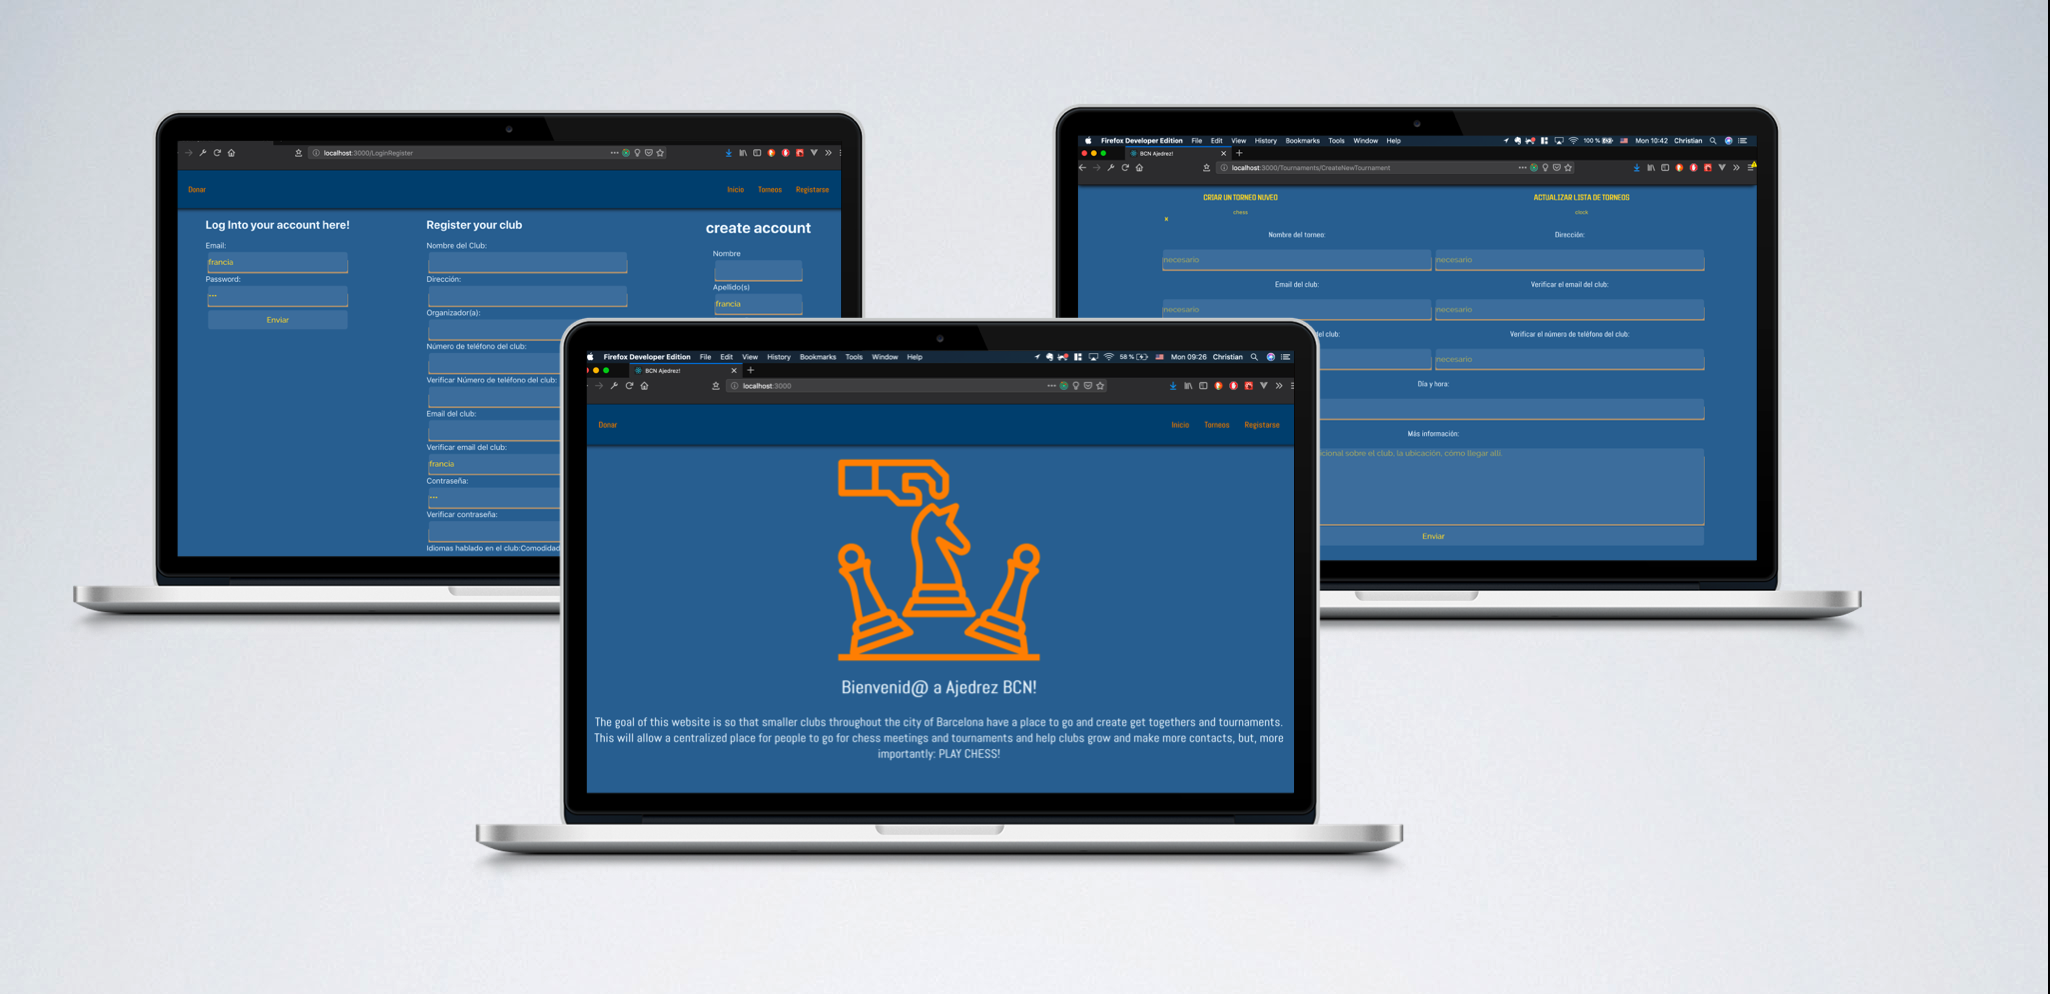 localhost:3000/LoginRegister
Donar
Inicio Torneos Registarse
Log Into your account here!
Email:
francia
Password:
---
Enviar
Register your club
Nombre del Club:
Dirección:
Organizador(a):
Número de teléfono del club:
Verificar Número de teléfono del club:
Email del club:
Verificar email del club:
francia
Contraseña:
---
Verificar contraseña:
Idiomas hablado en el club:Comodidad
create account
Nombre
Apellido(s)
francia
Firefox Developer Edition File Edit View History Bookmarks Tools Window Help 100 % Mon 10:42 Christian
BCN Ajedrez!
localhost:3000/Tournaments/CreateNewTournament
CRIAR UN TORNEO NUVEO
chess
x
ACTUALIZAR LISTA DE TORNEOS
clock
Nombre del torneo: Dirección:
necesario necesario
Email del club: Verificar el email del club:
necesario necesario
del club: Verificar el número de teléfono del club:
necesario
Día y hora:
Más información:
cional sobre el club, la ubicación, cómo llegar allí.
Enviar
Firefox Developer Edition File Edit View History Bookmarks Tools Window Help 58 % Mon 09:26 Christian
BCN Ajedrez!
localhost:3000
Donar
Inicio Torneos Registarse
Bienvenid@ a Ajedrez BCN!
The goal of this website is so that smaller clubs throughout the city of Barcelona have a place to go and create get togethers and tournaments.
This will allow a centralized place for people to go for chess meetings and tournaments and help clubs grow and make more contacts, but, more
importantly: PLAY CHESS!